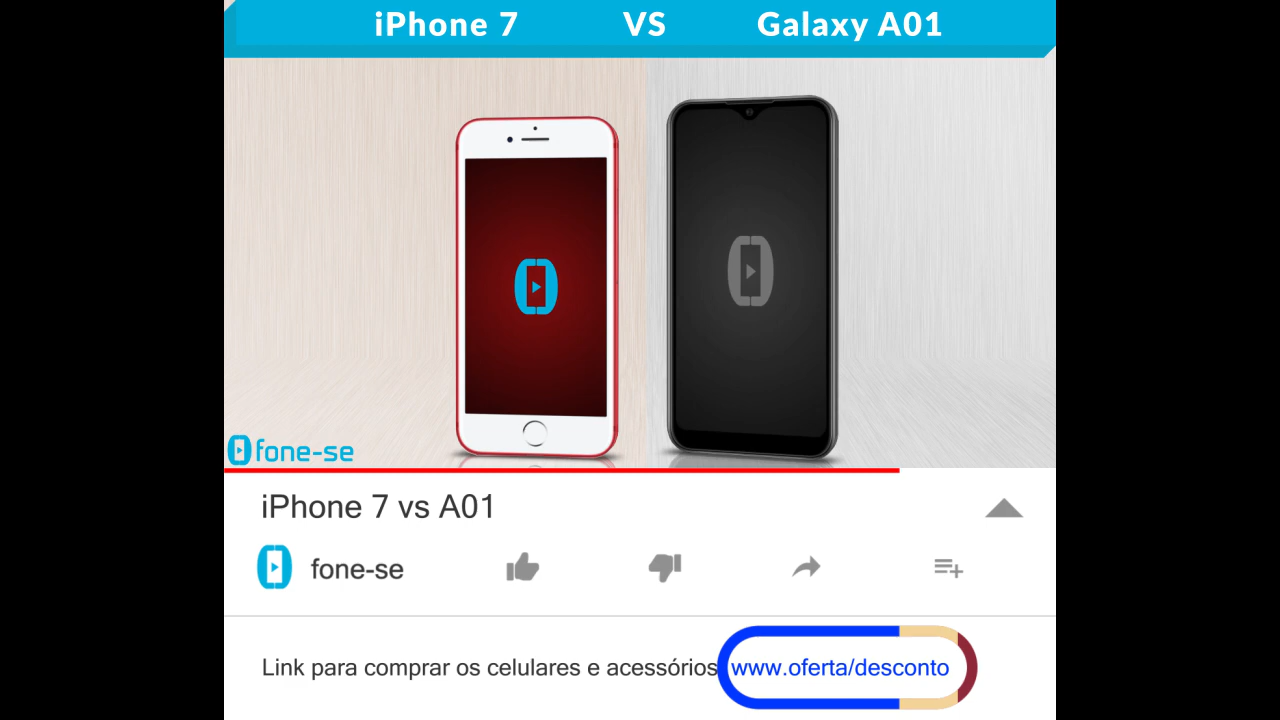 iPhone 7 VS Galaxy A01
fone-se
iPhone 7 vs A01
fone-se
Link para comprar os celulares e acessórios www.oferta/desconto